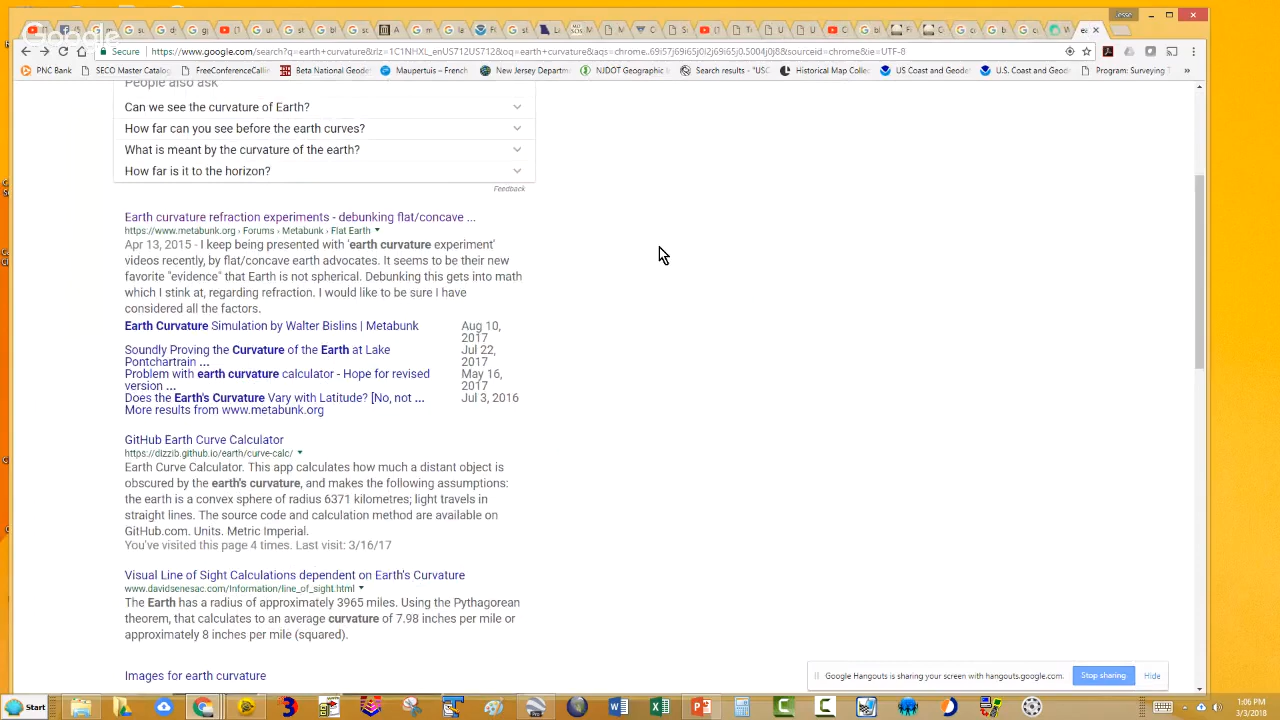 Jesse
Secure https://www.google.com/search?q=earth+curvature&rlz=1C1NHXL_enUS712US712&oq=earth+curvature&aqs=chrome..69i57j69i65j0l2j69i65j0.5004j0j8&sourceid=chrome&ie=UTF-8
PNC Bank SECO Master Catalog FreeConferenceCallic Beta National Geodet Maupertuis – French New Jersey Departme NJDOT Geographic I Search results - "USC Historical Map Collec US Coast and Geodet U.S. Coast and Geod Program: Surveying T »
Google
People also ask
Can we see the curvature of Earth?
How far can you see before the earth curves?
What is meant by the curvature of the earth?
How far is it to the horizon?
Feedback
Earth curvature refraction experiments - debunking flat/concave ...
https://www.metabunk.org › Forums › Metabunk › Flat Earth
Apr 13, 2015 - I keep being presented with 'earth curvature experiment'
videos recently, by flat/concave earth advocates. It seems to be their new
favorite "evidence" that Earth is not spherical. Debunking this gets into math
which I stink at, regarding refraction. I would like to be sure I have
considered all the factors.
Earth Curvature Simulation by Walter Bislins | Metabunk Aug 10,
2017
Soundly Proving the Curvature of the Earth at Lake Jul 22,
Pontchartrain ... 2017
Problem with earth curvature calculator - Hope for revised May 16,
version ... 2017
Does the Earth's Curvature Vary with Latitude? [No, not ... Jul 3, 2016
More results from www.metabunk.org
GitHub Earth Curve Calculator
https://dizzib.github.io/earth/curve-calc/
Earth Curve Calculator. This app calculates how much a distant object is
obscured by the earth's curvature, and makes the following assumptions:
the earth is a convex sphere of radius 6371 kilometres; light travels in
straight lines. The source code and calculation method are available on
GitHub.com. Units. Metric Imperial.
You've visited this page 4 times. Last visit: 3/16/17
Visual Line of Sight Calculations dependent on Earth's Curvature
www.davidsenesac.com/Information/line_of_sight.html
The Earth has a radius of approximately 3965 miles. Using the Pythagorean
theorem, that calculates to an average curvature of 7.98 inches per mile or
approximately 8 inches per mile (squared).
Images for earth curvature
Google Hangouts is sharing your screen with hangouts.google.com. Stop sharing Hide
Start
1:06 PM
3/3/2018